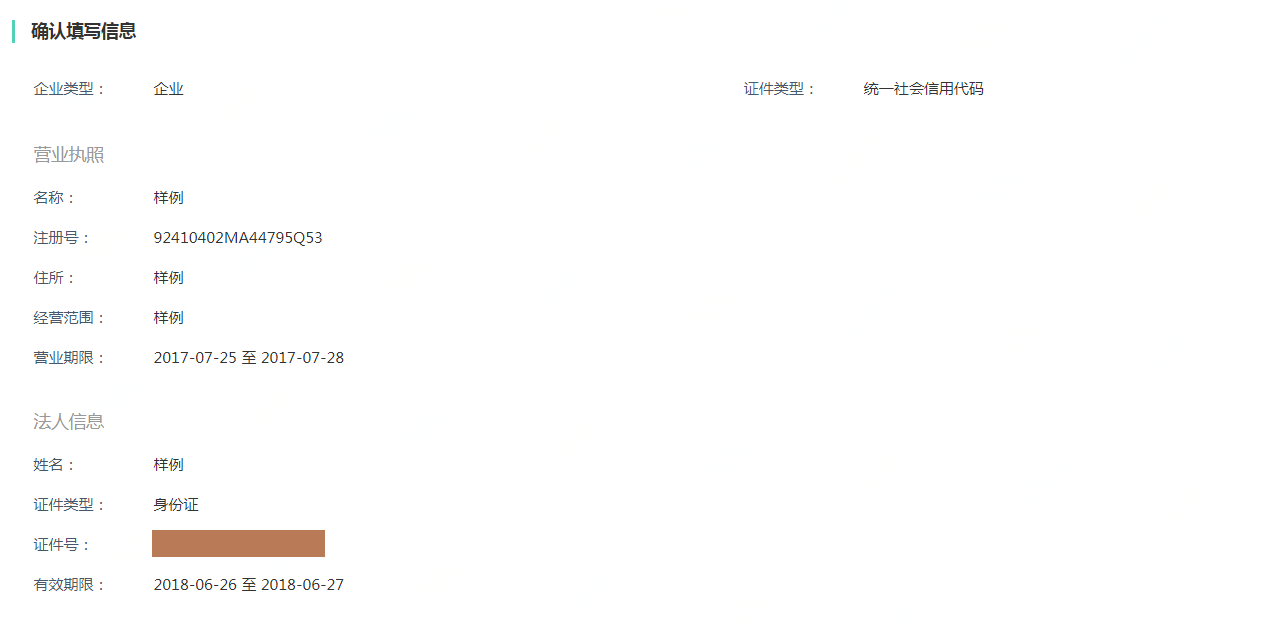 确认填写信息
企业类型： 企业 证件类型： 统一社会信用代码
营业执照
名称： 样例
注册号： 92410402MA44795Q53
住所： 样例
经营范围： 样例
营业期限： 2017-07-25 至 2017-07-28
法人信息
姓名： 样例
证件类型： 身份证
证件号：
有效期限： 2018-06-26 至 2018-06-27